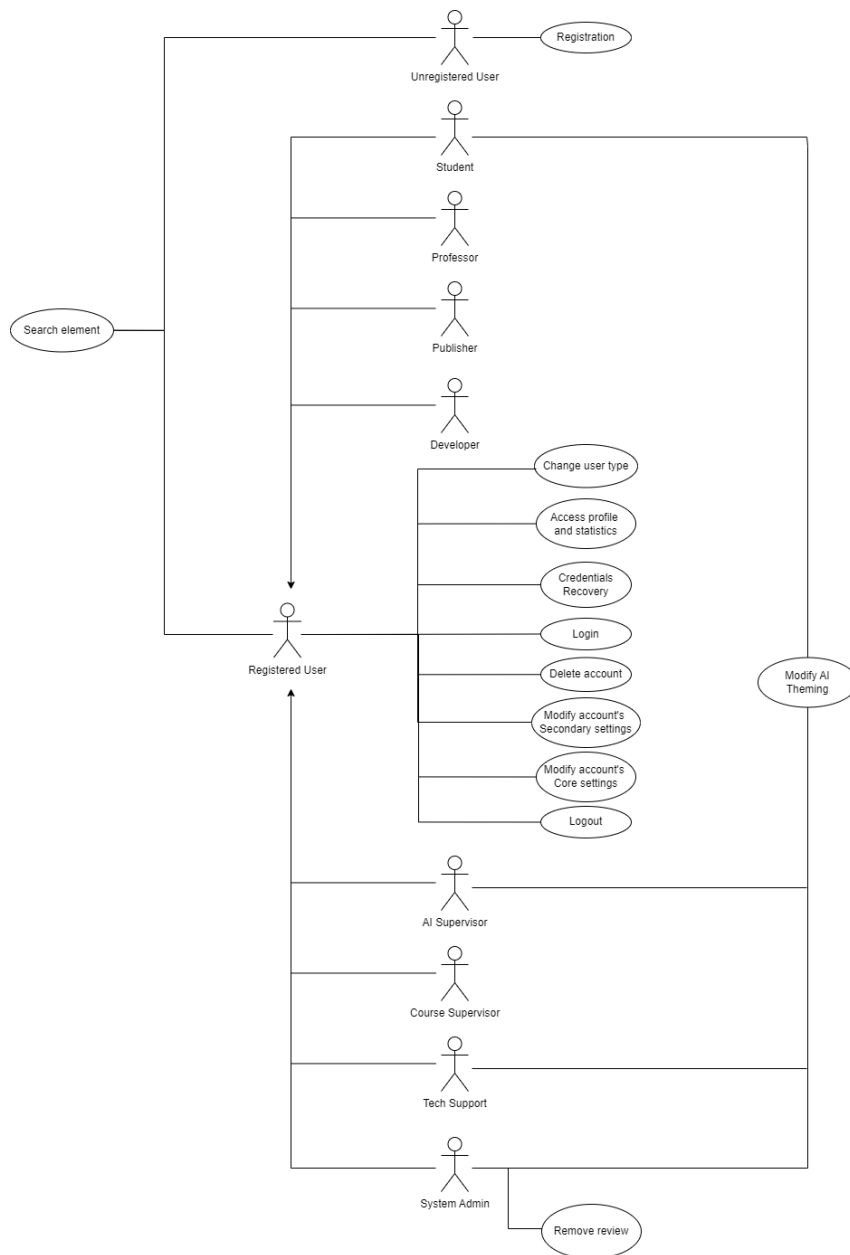 Registration
Unregistered User
Student
Professor
Publisher
Search element
Developer
Change user type
Access profile
and statistics
Credentials
Recovery
Login
Registered User
Delete account
Modify AI
Theming
Modify account's
Secondary settings
Modify account's
Core settings
Logout
AI Supervisor
Course Supervisor
Tech Support
System Admin
Remove review